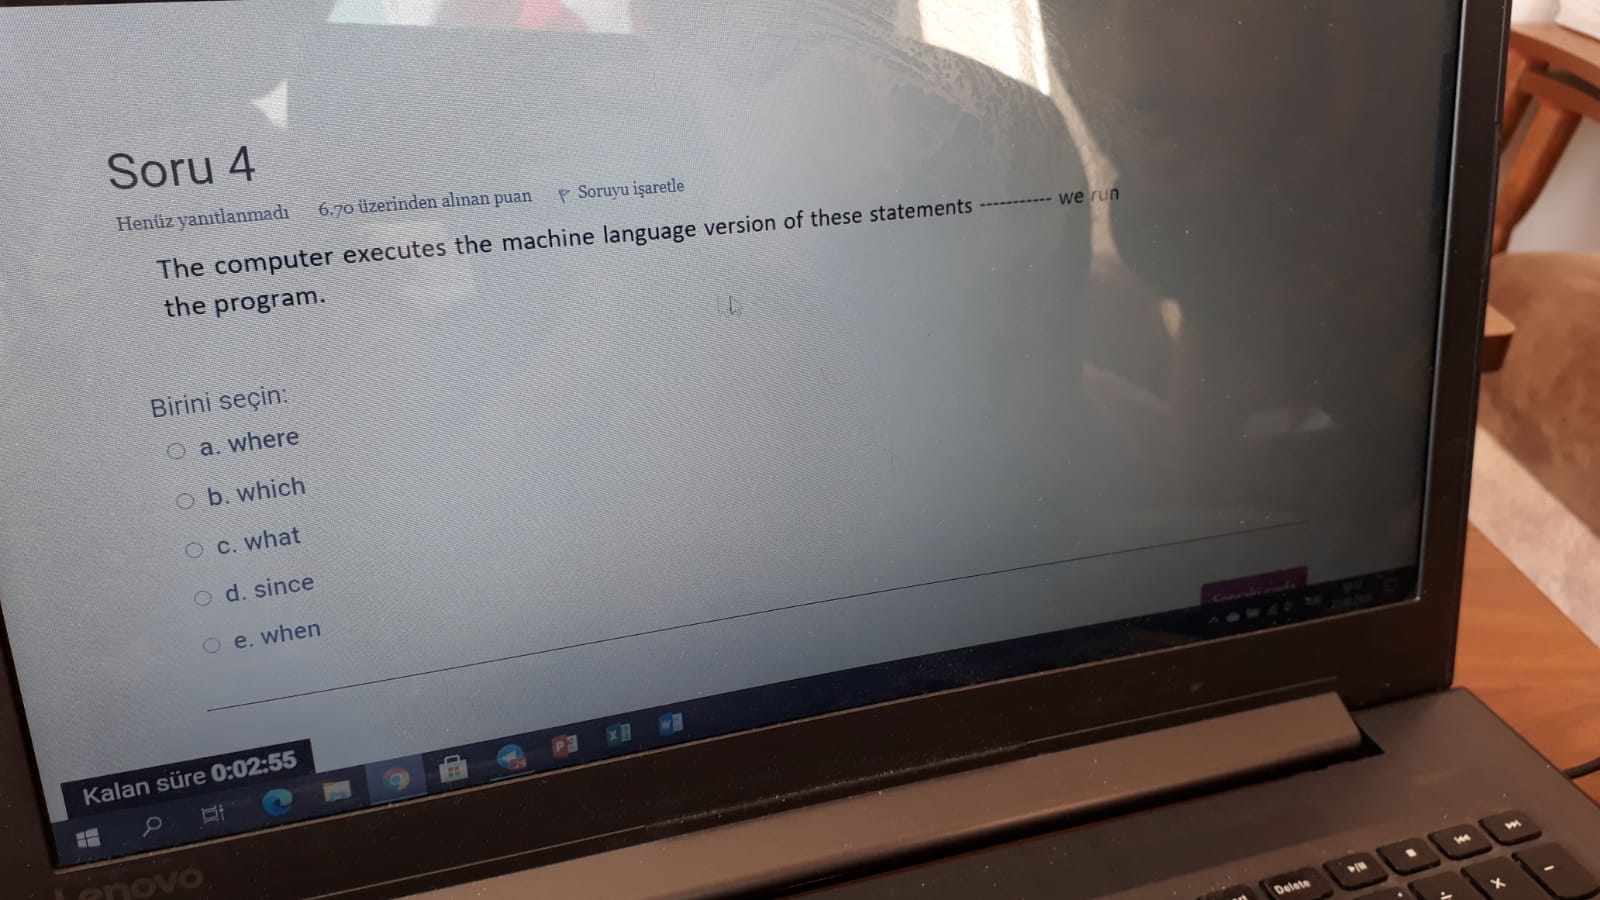 Soru 4
Henüz yanıtlanmadı 6.70 üzerinden alınan puan Soruyu işaretle
The computer executes the machine language version of these statements ----------- we run
the program.
Birini seçin:
a. where
b. which
c. what
d. since
e. when
Kalan süre 0:02:55
29
Lenovo
Delete